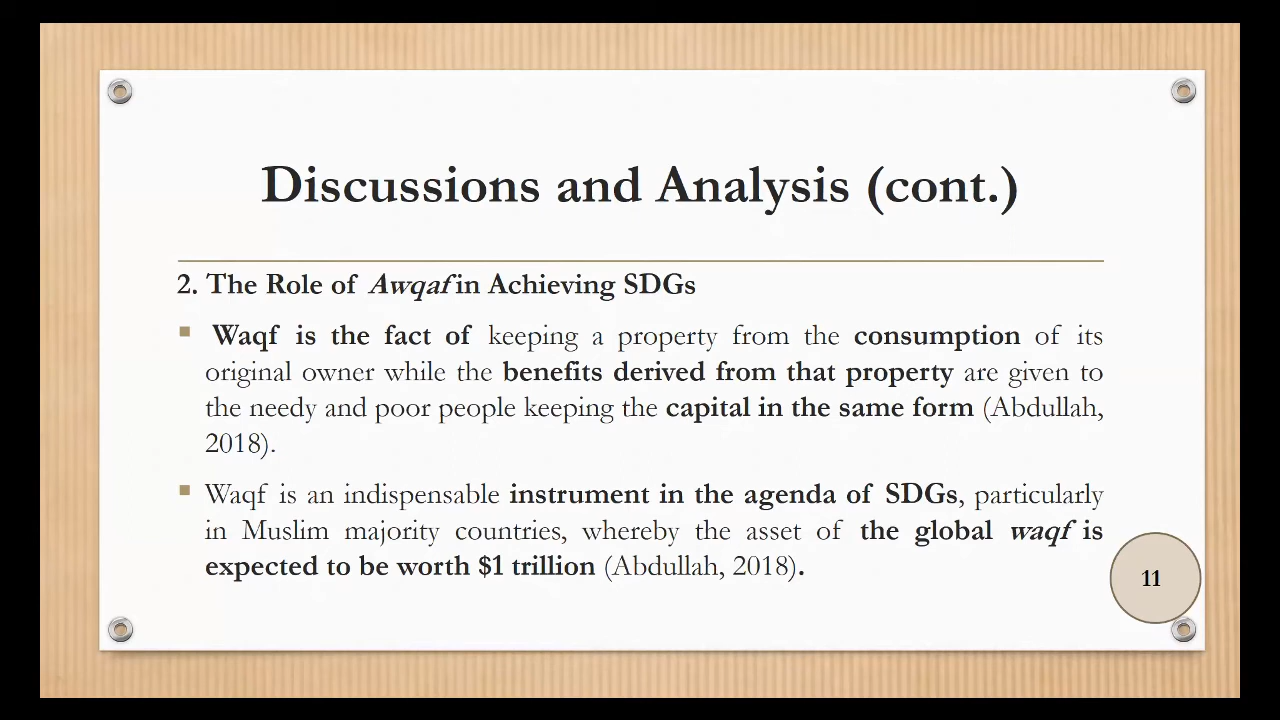 Discussions and Analysis (cont.)
2. The Role of Awqaf in Achieving SDGs
Waqf is the fact of keeping a property from the consumption of its
original owner while the benefits derived from that property are given to
the needy and poor people keeping the capital in the same form (Abdullah,
2018).
Waqf is an indispensable instrument in the agenda of SDGs, particularly
in Muslim majority countries, whereby the asset of the global waqf is
expected to be worth $1 trillion (Abdullah, 2018).
11